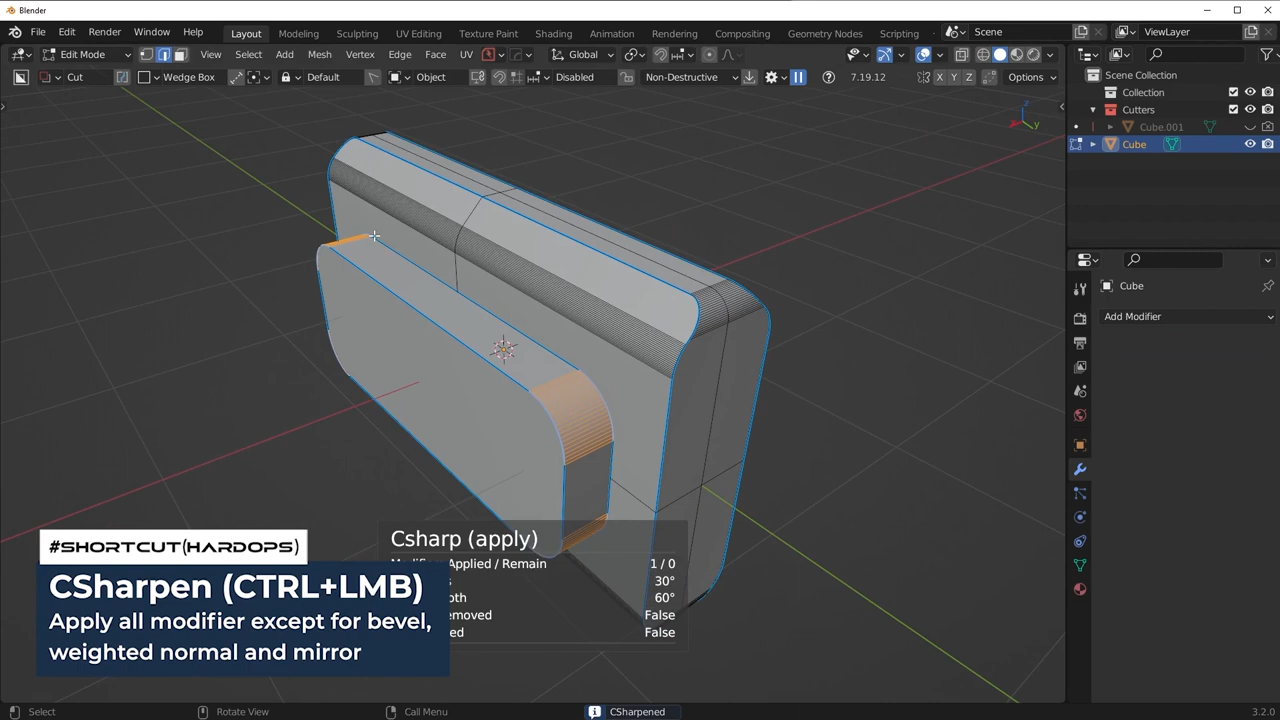 Blender
File Edit Render Window Help Layout Modeling Sculpting UV Editing Texture Paint Shading Animation Rendering Compositing Geometry Nodes Scripting Scene ViewLayer
Edit Mode View Select Add Mesh Vertex Edge Face UV Global
Cut Wedge Box Default Object Disabled Non-Destructive 7.19.12 X Y Z Options
Scene Collection
Collection
Cutters
Cube.001
Cube
Cube
Add Modifier
z
x
y
Csharp (apply)
Applied / Remain 1 / 0
30°
60°
False
False
#SHORTCUT(HARDOPS)
CSharpen (CTRL+LMB)
Apply all modifier except for bevel,
weighted normal and mirror
Select Rotate View Call Menu CSharpened 3.2.0